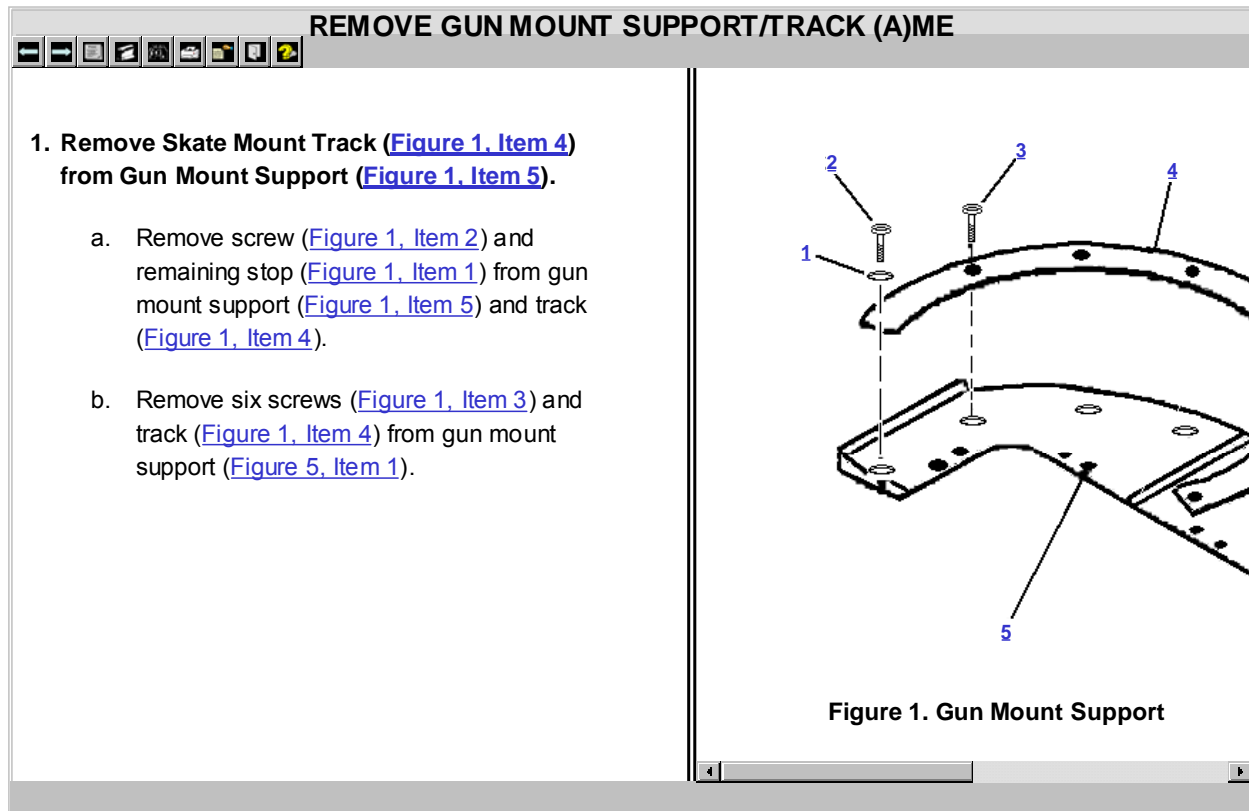 REMOVE GUN MOUNT SUPPORT/TRACK (A)ME
1. Remove Skate Mount Track (Figure 1, Item 4)
from Gun Mount Support (Figure 1, Item 5).
a. Remove screw (Figure 1, Item 2) and
remaining stop (Figure 1, Item 1) from gun
mount support (Figure 1, Item 5) and track
(Figure 1, Item 4).
b. Remove six screws (Figure 1, Item 3) and
track (Figure 1, Item 4) from gun mount
support (Figure 5, Item 1).
3
2
4
1
5
Figure 1. Gun Mount Support